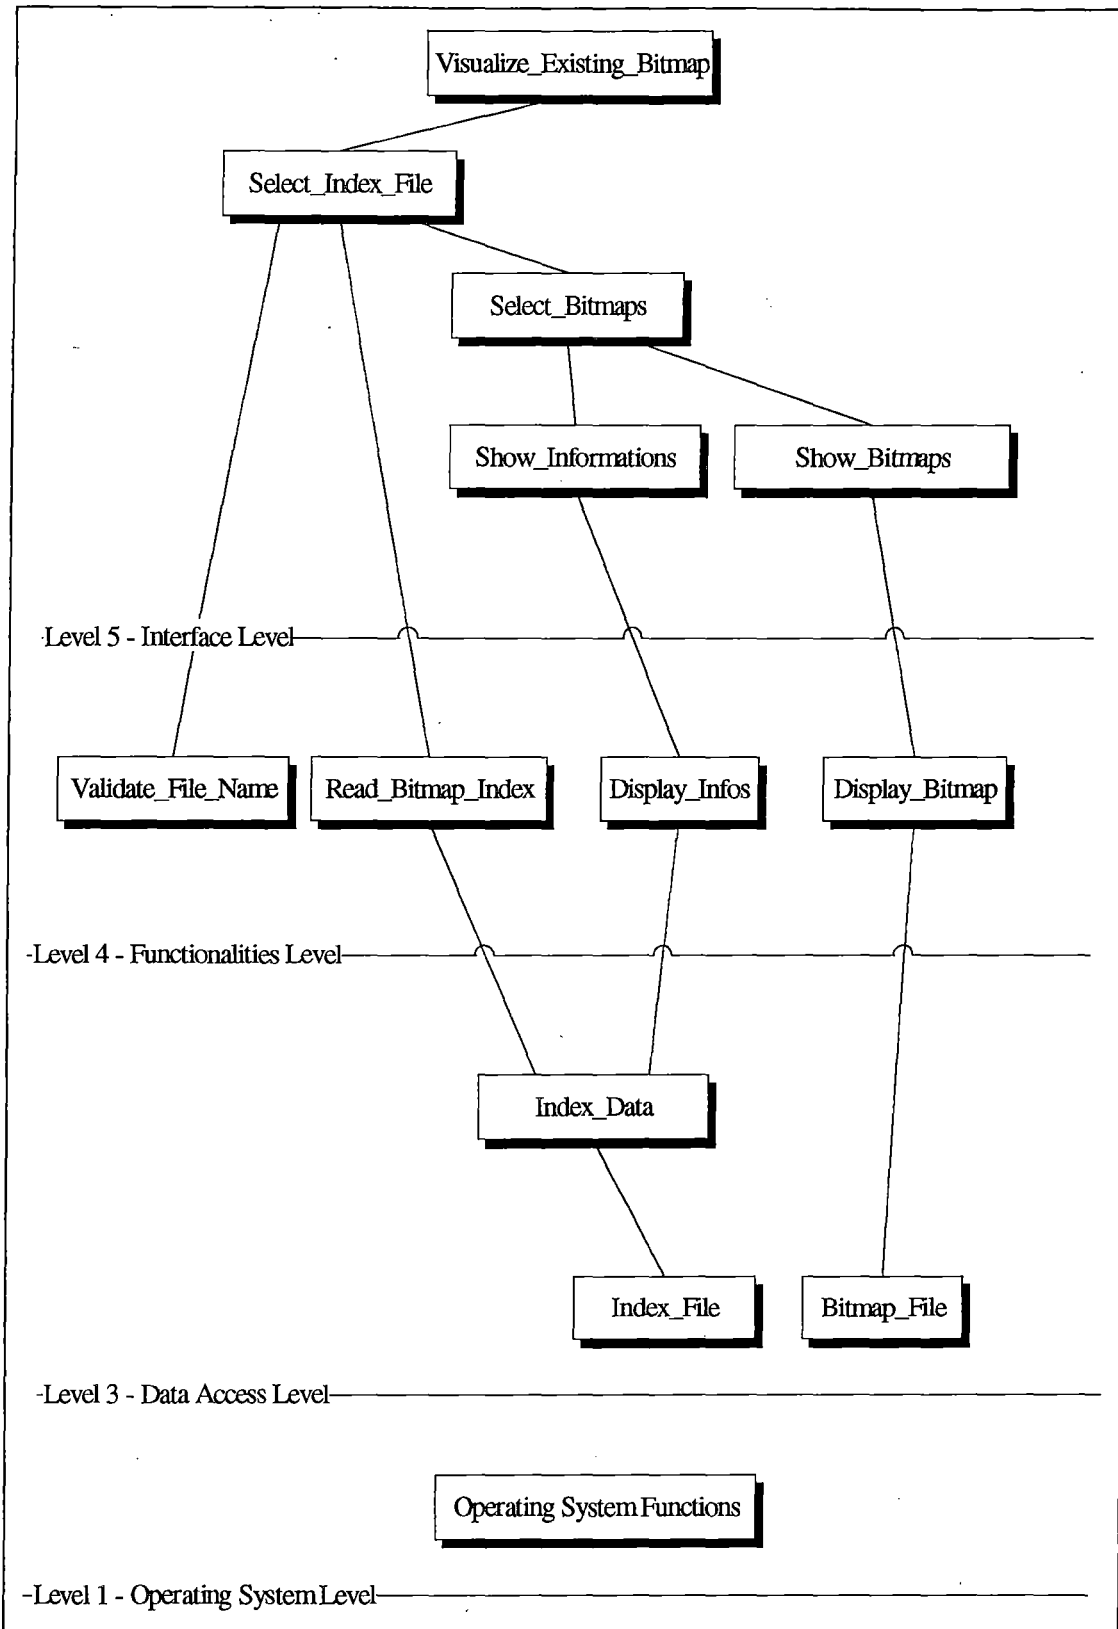 Visualize_Existing_Bitmap
Select_Index_File
Select_Bitmaps
Show_Informations
Show_Bitmaps
Level 5 - Interface Level
Validate_File_Name
Read_Bitmap_Index
Display_Infos
Display_Bitmap
Level 4 - Functionalities Level
Index_Data
Index_File
Bitmap_File
Level 3 - Data Access Level
Operating System Functions
Level 1 - Operating System Level